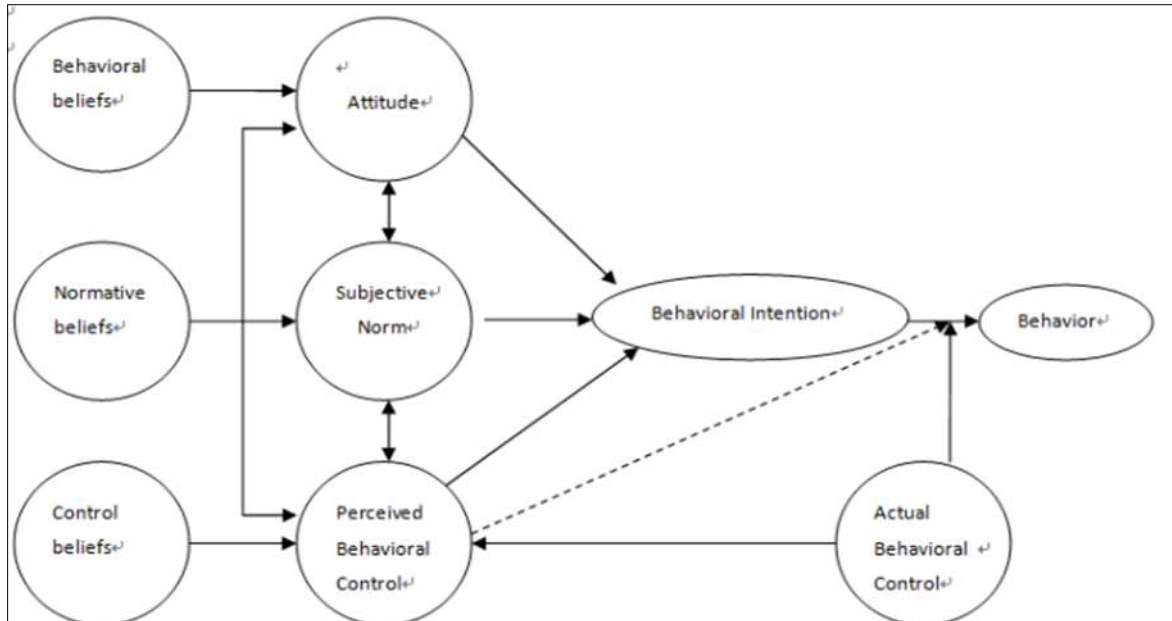 Behavioral
beliefs↵
↵
Attitude↵
Normative
beliefs↵
Subjective↵
Norm↵
Behavioral Intention↵
Behavior↵
Control
beliefs↵
Perceived
Behavioral
Control↵
Actual
Behavioral ↵
Control↵